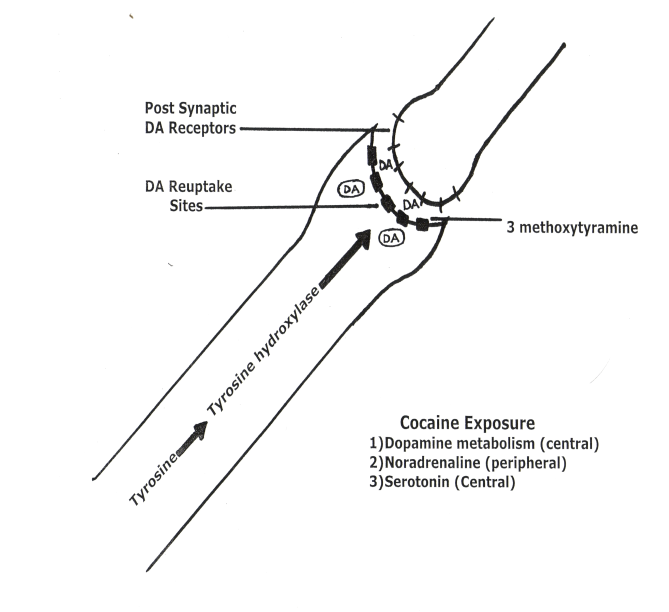 Post Synaptic
DA Receptors
DA
DA Reuptake
Sites
DA
DA
DA
3 methoxytyramine
Tyrosine hydroxylase
Tyrosine
Cocaine Exposure
1)Dopamine metabolism (central)
2)Noradrenaline (peripheral)
3)Serotonin (Central)